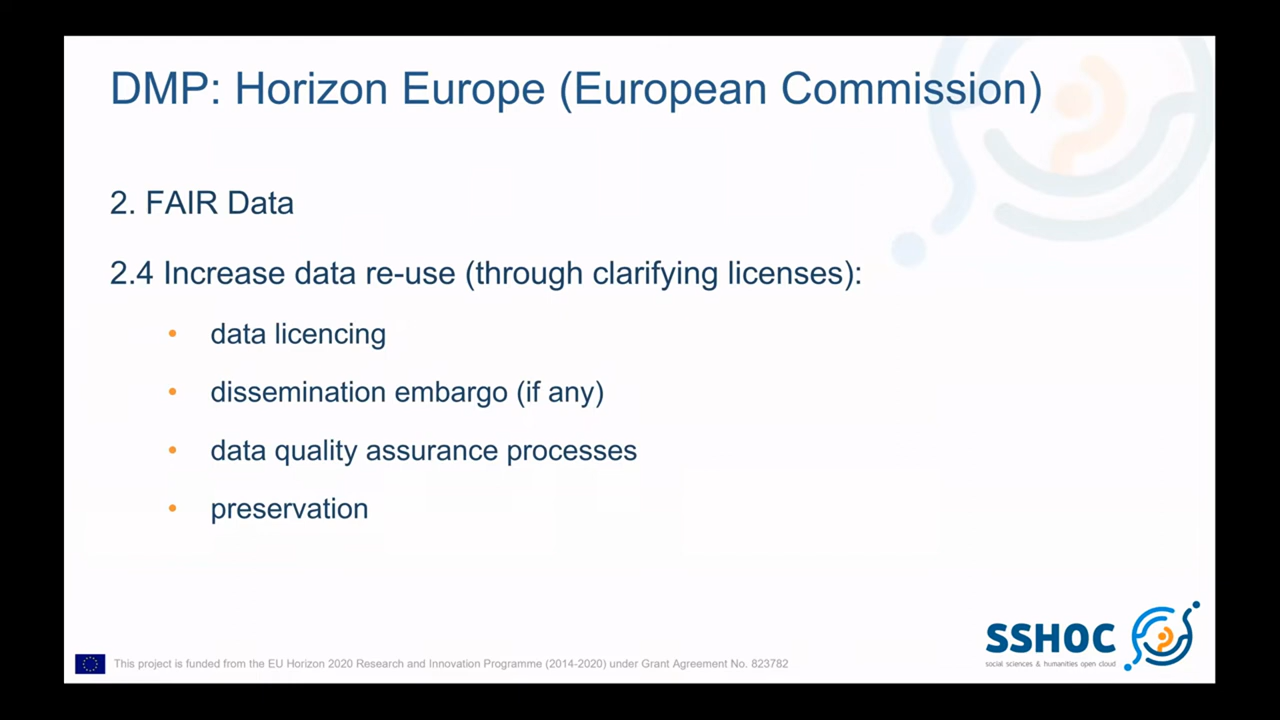 DMP: Horizon Europe (European Commission)
2. FAIR Data
2.4 Increase data re-use (through clarifying licenses):
• data licencing
• dissemination embargo (if any)
• data quality assurance processes
• preservation
SSHOC
social sciences & humanities open cloud
This project is funded from the EU Horizon 2020 Research and Innovation Programme (2014-2020) under Grant Agreement No. 823782